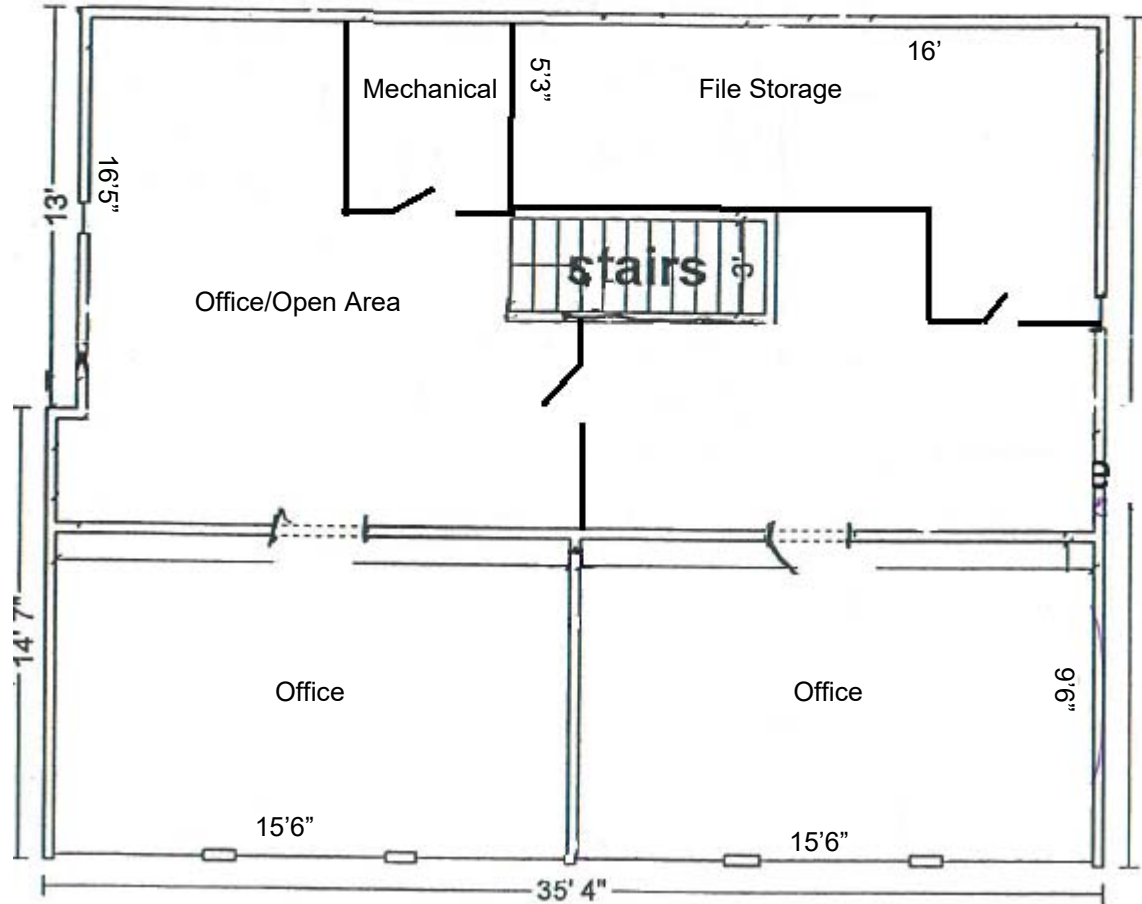 16'
Mechanical
5'3"
File Storage
13'
16'5"
stairs
3'
Office/Open Area
14' 7"
Office
Office
9'6"
15'6"
15'6"
35' 4"